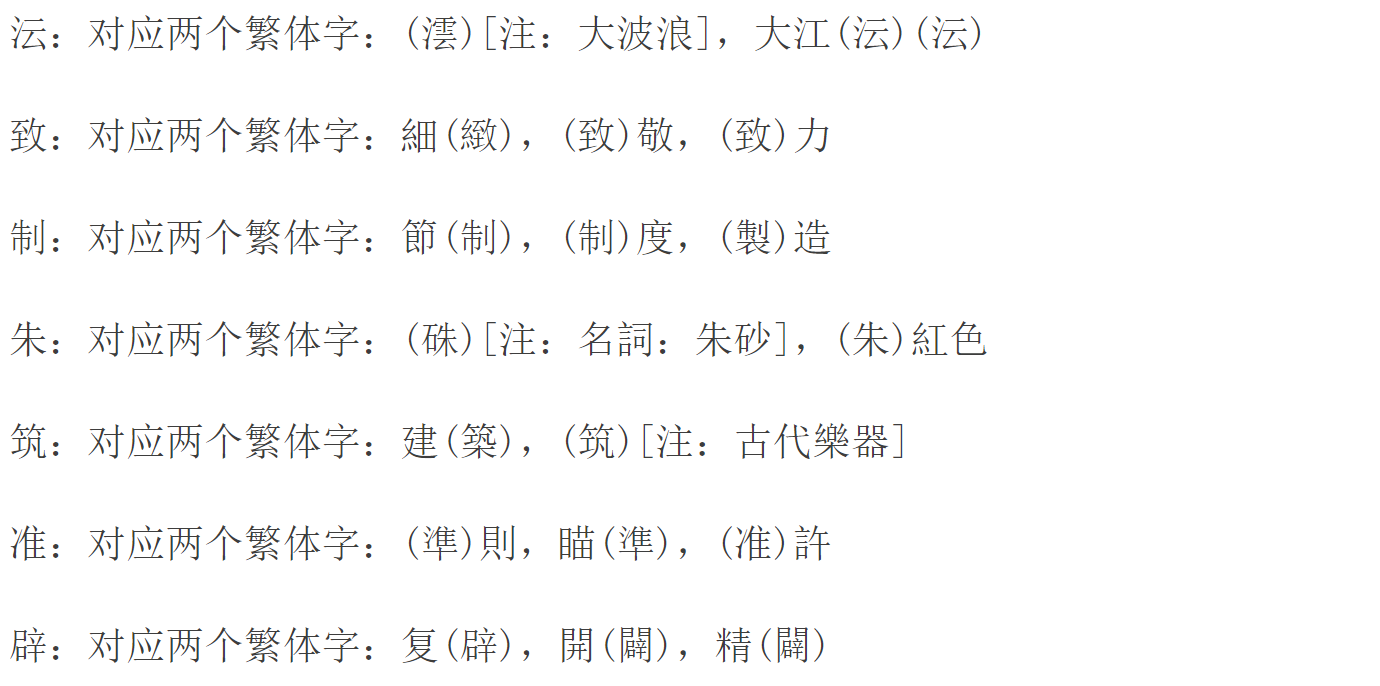 沄：对应两个繁体字：(澐)[注：大波浪]，大江(沄)(沄)
致：对应两个繁体字：細(緻)，(致)敬，(致)力
制：对应两个繁体字：節(制)，(制)度，(製)造
朱：对应两个繁体字：(硃)[注：名詞：朱砂]，(朱)紅色
筑：对应两个繁体字：建(築)，(筑)[注：古代樂器]
准：对应两个繁体字：(準)則，瞄(準)，(准)許
辟：对应两个繁体字：复(辟)，開(闢)，精(闢)